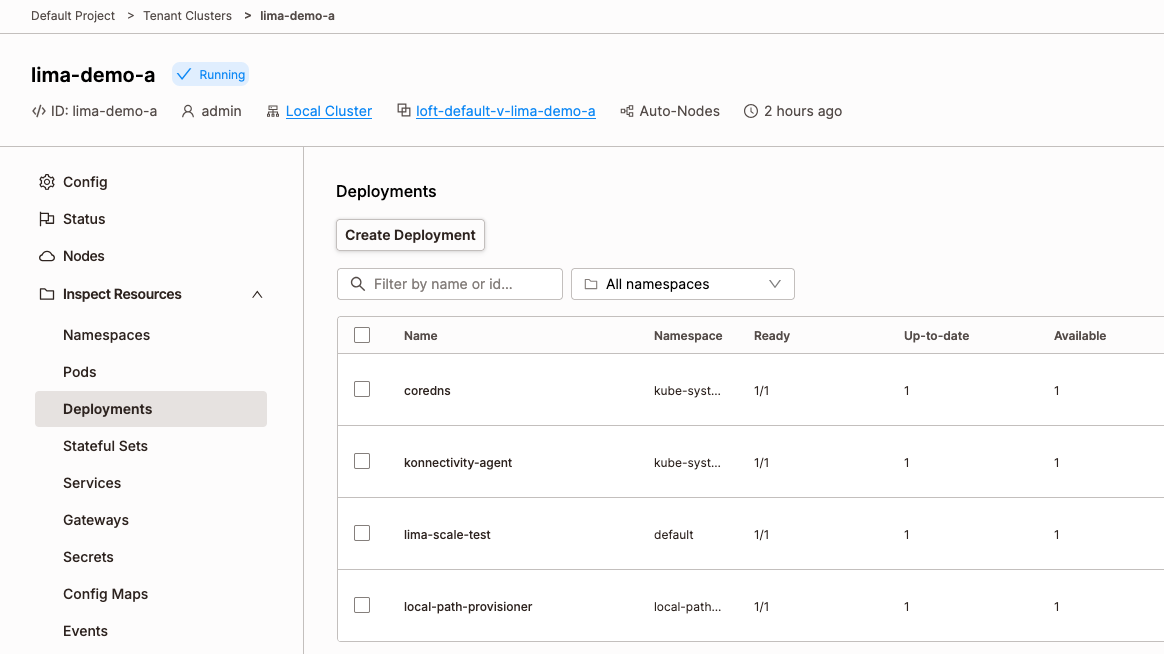 Default Project > Tenant Clusters > lima-demo-a
lima-demo-a Running
ID: lima-demo-a admin Local Cluster loft-default-v-lima-demo-a Auto-Nodes 2 hours ago
Config
Status
Nodes
Inspect Resources
Namespaces
Pods
Deployments
Stateful Sets
Services
Gateways
Secrets
Config Maps
Events
Deployments
Create Deployment
Filter by name or id... All namespaces
Name Namespace Ready Up-to-date Available
coredns kube-syst... 1/1 1 1
konnectivity-agent kube-syst... 1/1 1 1
lima-scale-test default 1/1 1 1
local-path-provisioner local-path... 1/1 1 1